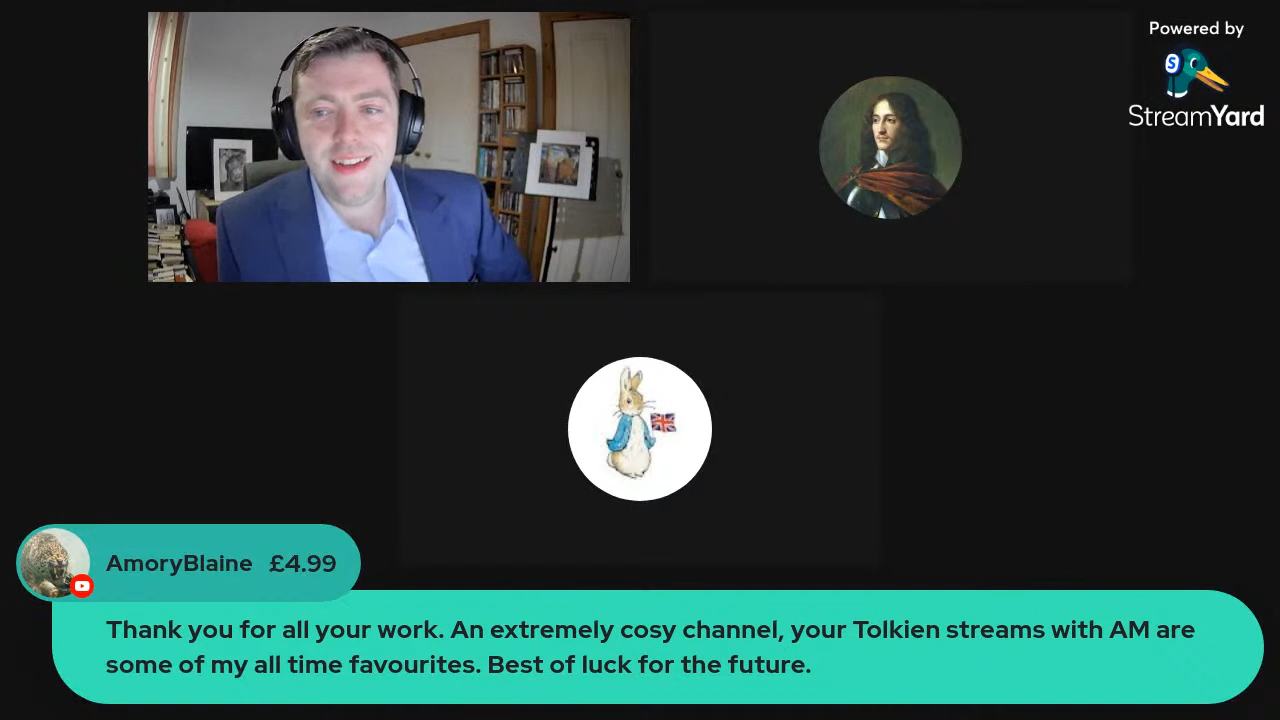 Powered by
StreamYard
AmoryBlaine £4.99
Thank you for all your work. An extremely cosy channel, your Tolkien streams with AM are
some of my all time favourites. Best of luck for the future.